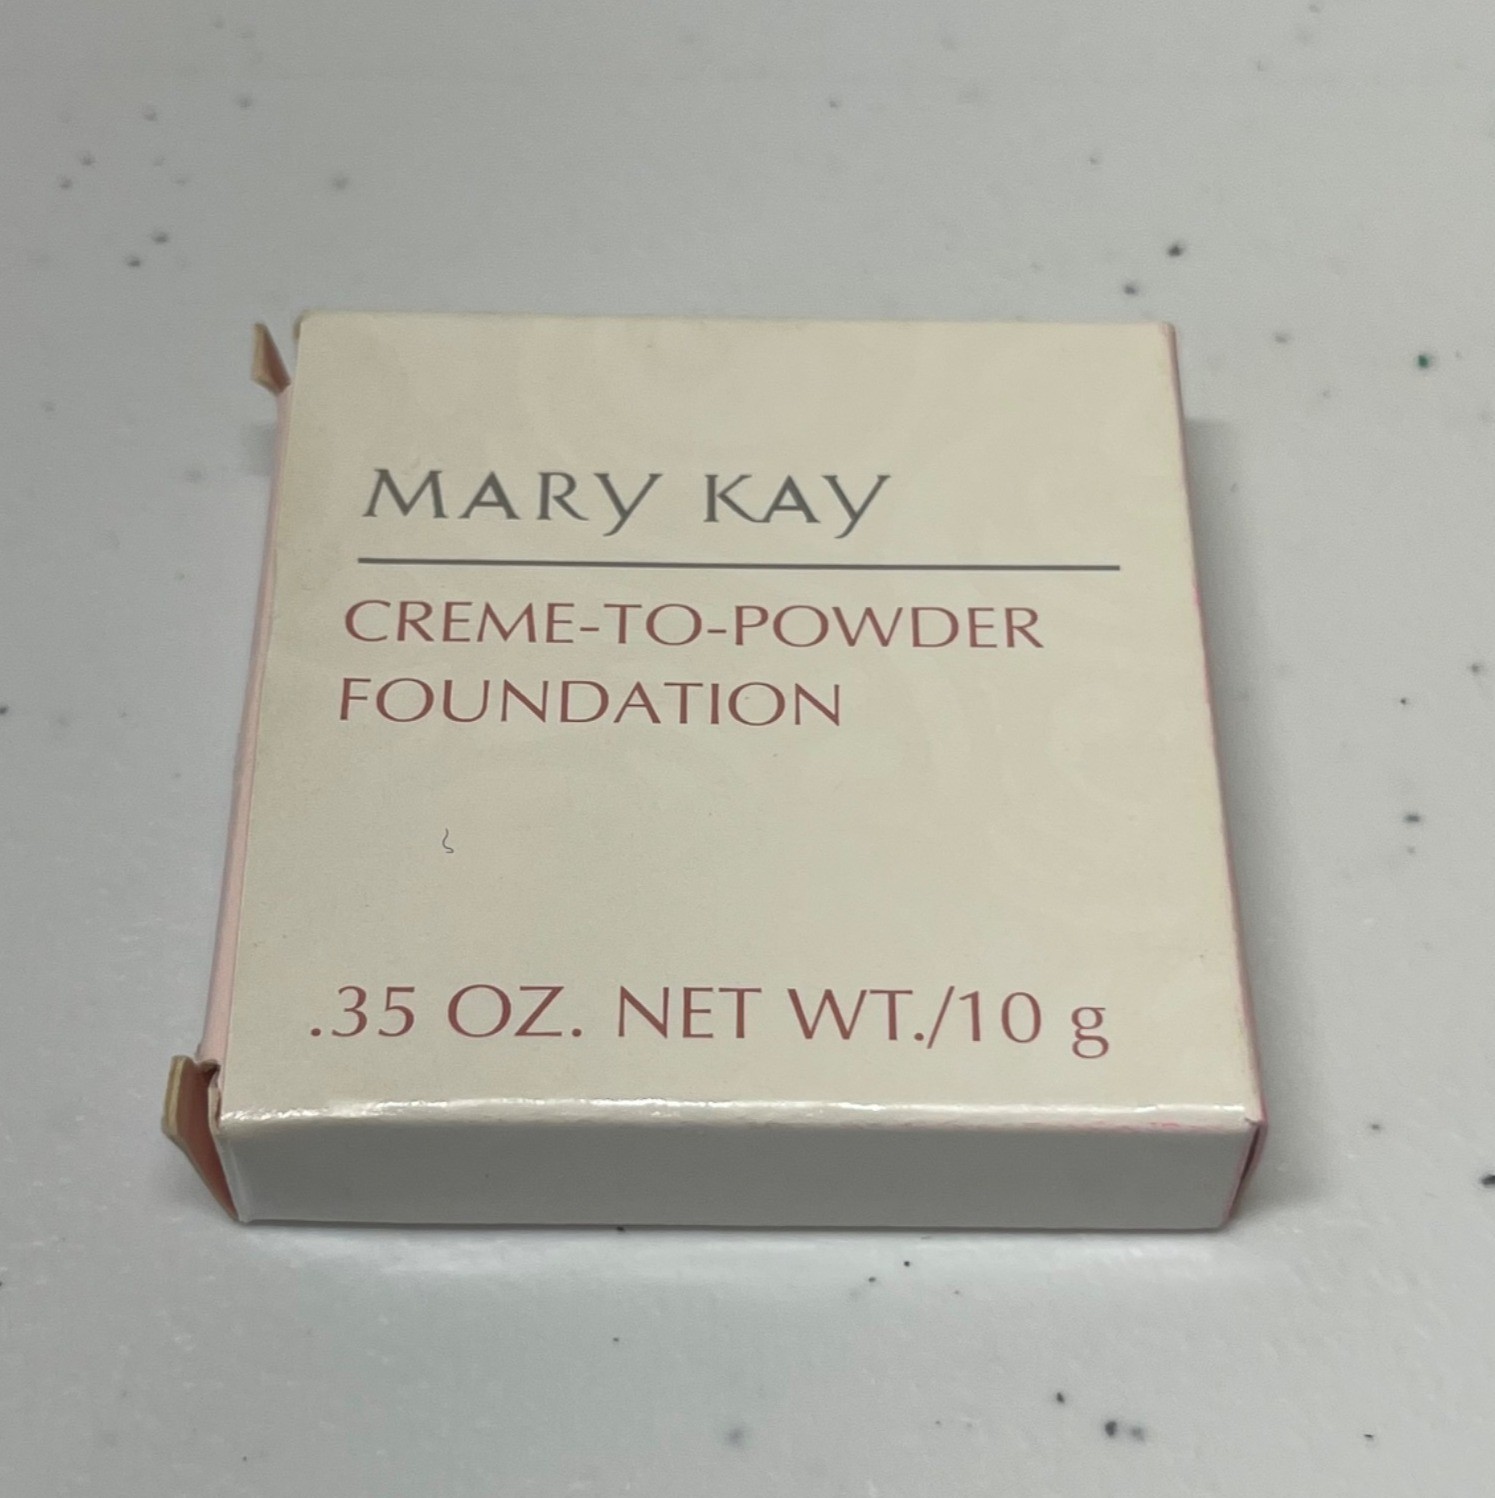 MARY KAY
CREME-TO-POWDER
FOUNDATION
.35 OZ. NET WT./10 g